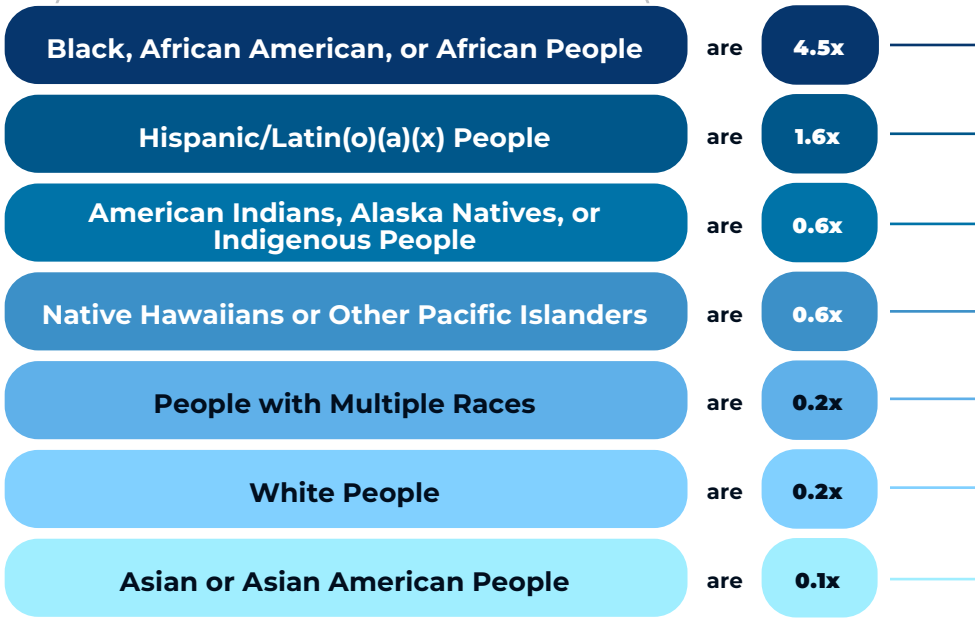 Black, African American, or African People are 4.5x
Hispanic/Latin(o)(a)(x) People are 1.6x
American Indians, Alaska Natives, or
Indigenous People are 0.6x
Native Hawaiians or Other Pacific Islanders are 0.6x
People with Multiple Races are 0.2x
White People are 0.2x
Asian or Asian American People are 0.1x